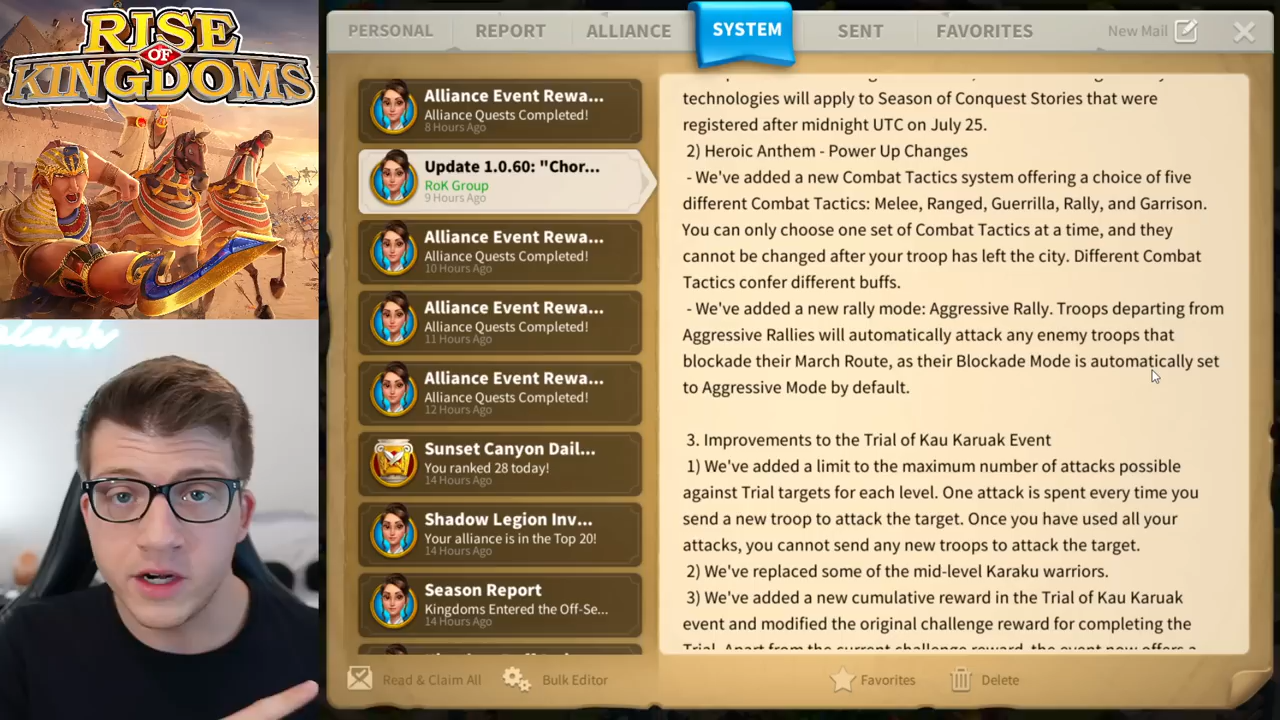 RISE
OF
KINGDOMS
PERSONAL
REPORT
ALLIANCE
SYSTEM
SENT
FAVORITES
New Mail
Alliance Event Rewa...
Alliance Quests Completed!
8 Hours Ago
Update 1.0.60: "Chor...
RoK Group
9 Hours Ago
Alliance Event Rewa...
Alliance Quests Completed!
10 Hours Ago
Alliance Event Rewa...
Alliance Quests Completed!
11 Hours Ago
Alliance Event Rewa...
Alliance Quests Completed!
12 Hours Ago
Sunset Canyon Dail...
You ranked 28 today!
14 Hours Ago
Shadow Legion Inv...
Your alliance is in the Top 20!
14 Hours Ago
Season Report
Kingdoms Entered the Off-Se...
14 Hours Ago
technologies will apply to Season of Conquest Stories that were
registered after midnight UTC on July 25.
2) Heroic Anthem - Power Up Changes
- We've added a new Combat Tactics system offering a choice of five
different Combat Tactics: Melee, Ranged, Guerrilla, Rally, and Garrison.
You can only choose one set of Combat Tactics at a time, and they
cannot be changed after your troop has left the city. Different Combat
Tactics confer different buffs.
- We've added a new rally mode: Aggressive Rally. Troops departing from
Aggressive Rallies will automatically attack any enemy troops that
blockade their March Route, as their Blockade Mode is automatically set
to Aggressive Mode by default.
3. Improvements to the Trial of Kau Karuak Event
1) We've added a limit to the maximum number of attacks possible
against Trial targets for each level. One attack is spent every time you
send a new troop to attack the target. Once you have used all your
attacks, you cannot send any new troops to attack the target.
2) We've replaced some of the mid-level Karaku warriors.
3) We've added a new cumulative reward in the Trial of Kau Karuak
event and modified the original challenge reward for completing the
Trial. Apart from the current challenge reward, the event now offers a
Read & Claim All
Bulk Editor
Favorites
Delete